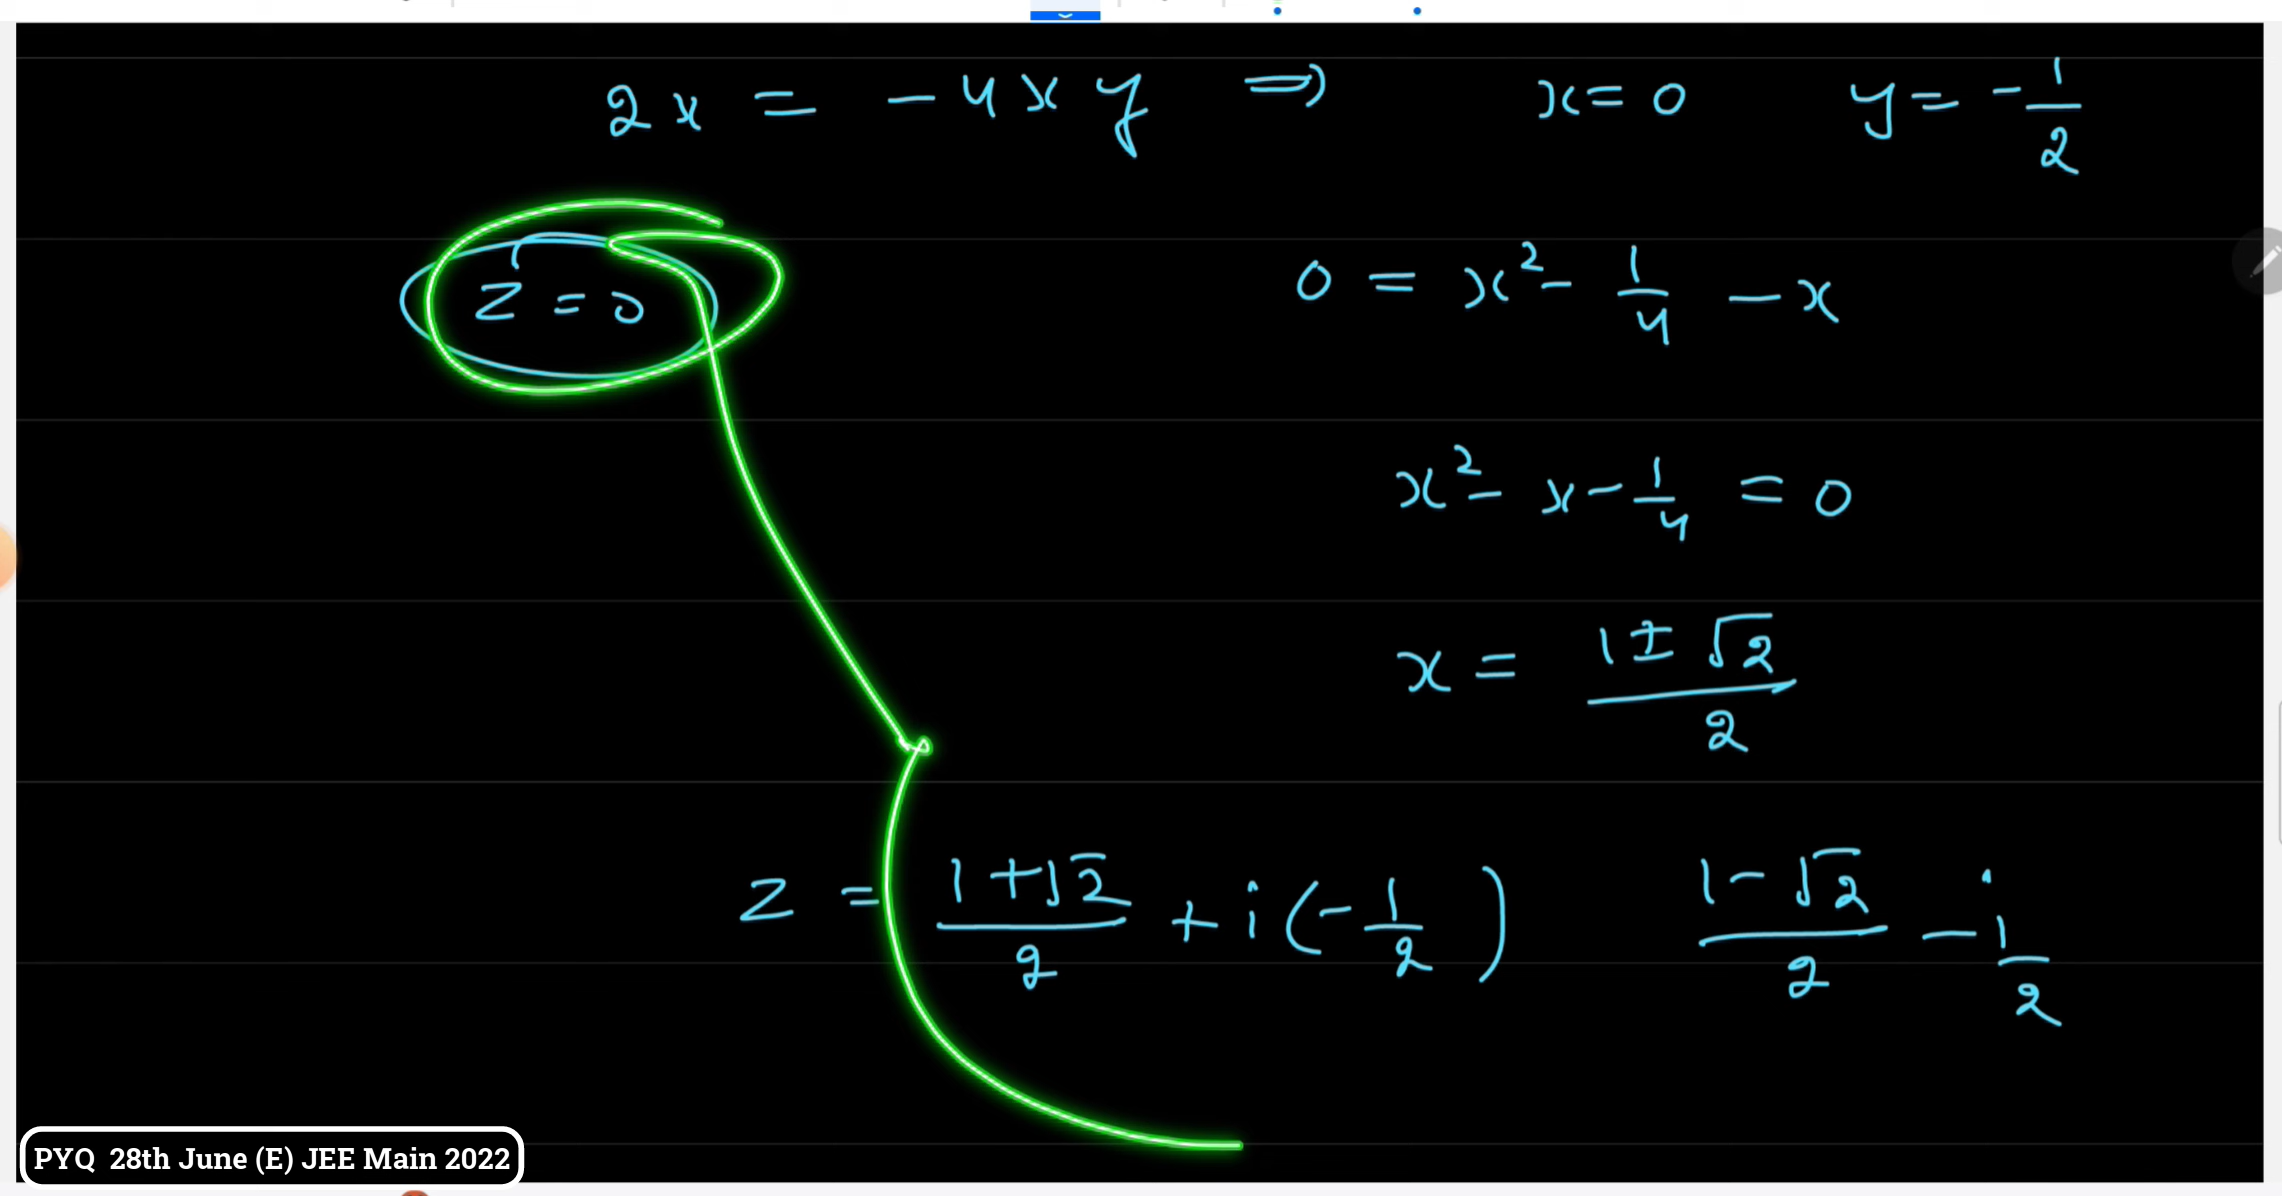 2x = -4xy ⇒ x = 0 y = -1/2
z = 0
0 = x² - 1/4 - x
x² - x - 1/4 = 0
x = (1 ± √2)/2
z = (1+√2)/2 + i(-1/2) (1-√2)/2 - i/2
PYQ 28th June (E) JEE Main 2022